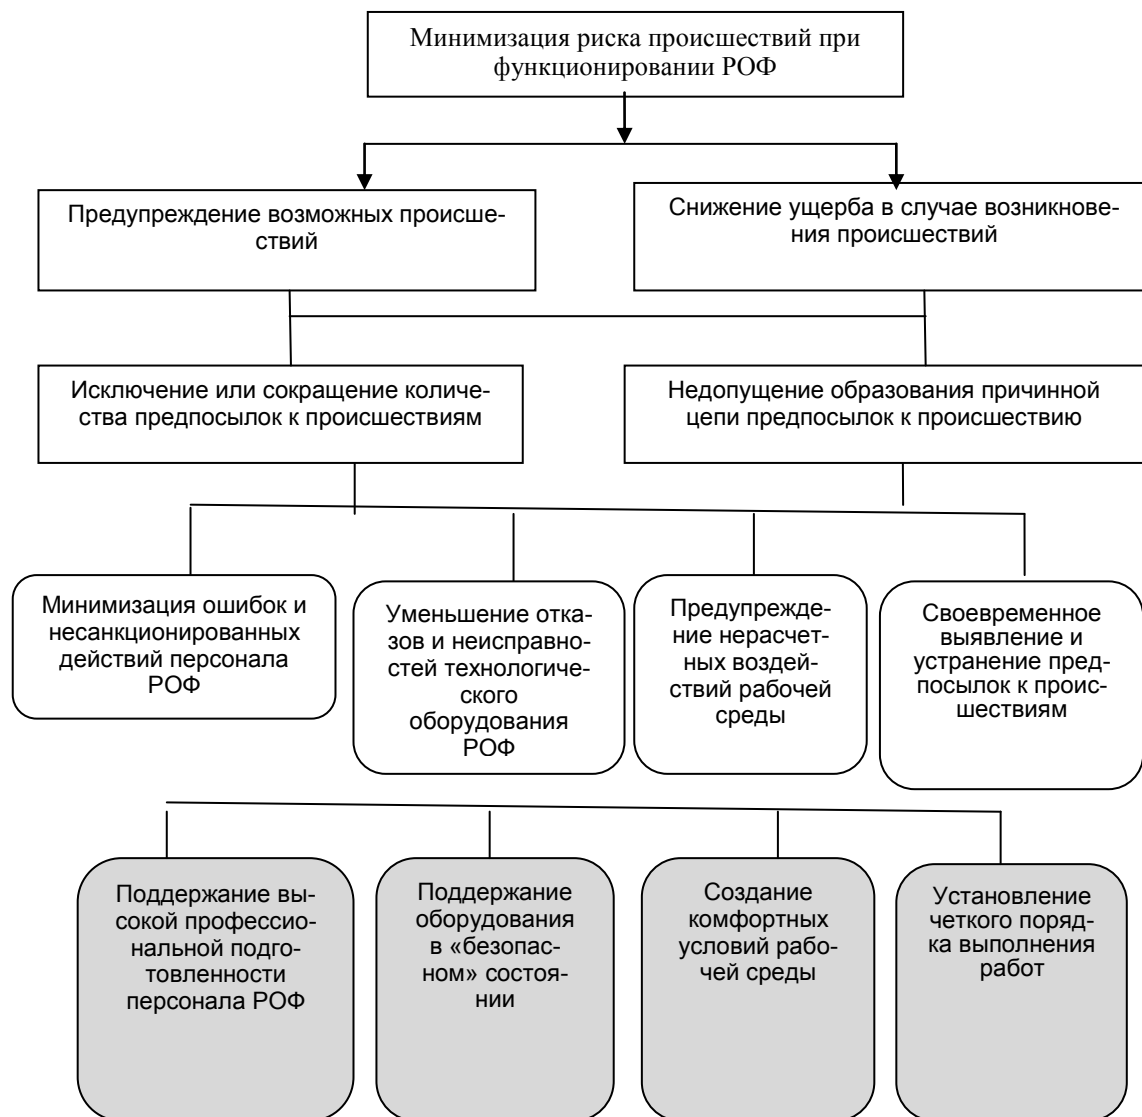 Минимизация риска происшествий при
функционировании РОФ
Предупреждение возможных происше-
ствий
Снижение ущерба в случае возникнове-
ния происшествий
Исключение или сокращение количе-
ства предпосылок к происшествиям
Недопущение образования причинной
цепи предпосылок к происшествию
Минимизация ошибок и
несанкционированных
действий персонала
РОФ
Уменьшение отка-
зов и неисправно-
стей технологиче-
ского
оборудования
РОФ
Предупрежде-
ние нерасчет-
ных воздей-
ствий рабочей
среды
Своевременное
выявление и
устранение пред-
посылок к проис-
шествиям
Поддержание вы-
сокой профессио-
нальной подго-
товленности
персонала РОФ
Поддержание
оборудования
в «безопас-
ном» состоя-
нии
Создание
комфортных
условий рабо-
чей среды
Установление
четкого поряд-
ка выполнения
работ